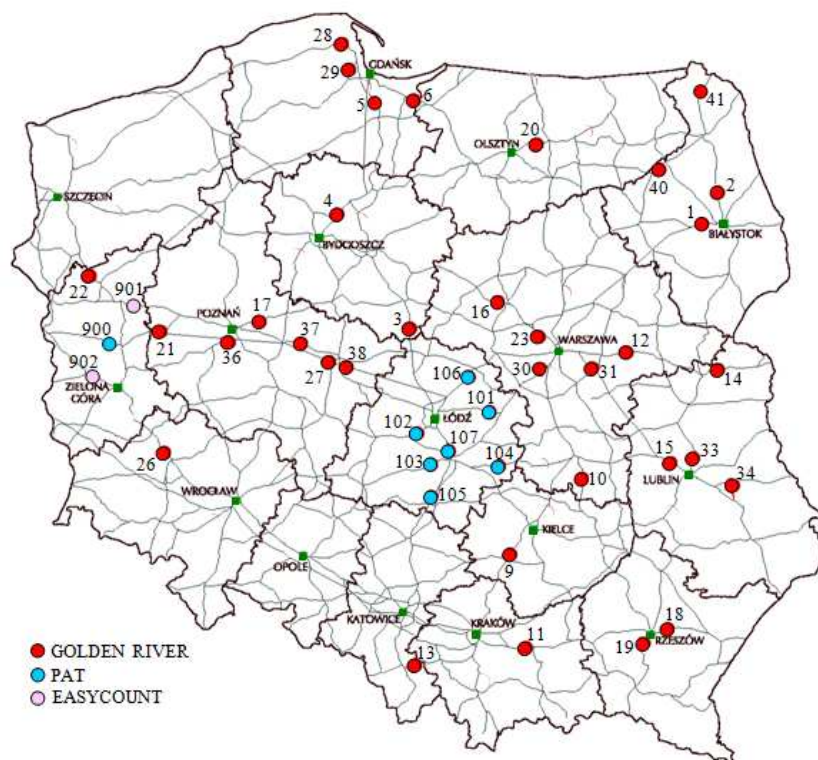 28
GDAŃSK
29
5
6
41
20
OLSZTYN
40
2
SZCZECIN
4
1
BIAŁYSTOK
BYDGOSZCZ
22
901
16
17
POZNAŃ
3
900
21
36
37
23
WARSZAWA
12
902
27
38
30
31
14
ZIELONA
GÓRA
106
101
ŁÓDŹ
102
107
26
103
104
15
33
LUBLIN
34
WROCŁAW
105
10
KIELCE
9
OPOLE
KATOWICE
KRAKÓW
11
18
RZESZÓW
19
13
GOLDEN RIVER
PAT
EASYCOUNT